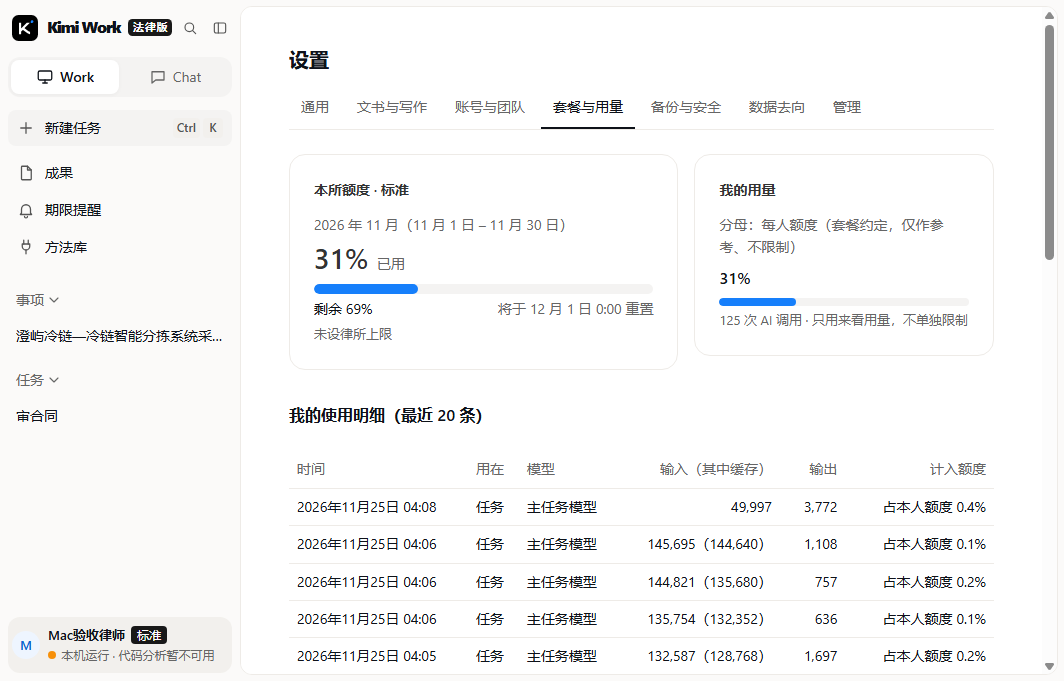 Kimi Work 法律版
Work
Chat
新建任务 Ctrl K
成果
期限提醒
方法库
事项
澄屿冷链—冷链智能分拣系统采...
任务
审合同
M
Mac验收律师 标准
本机运行 · 代码分析暂不可用
设置
通用 文书与写作 账号与团队 套餐与用量 备份与安全 数据去向 管理
本所额度 · 标准
2026 年 11 月（11 月 1 日 – 11 月 30 日）
31% 已用
剩余 69% 将于 12 月 1 日 0:00 重置
未设律所上限
我的用量
分母：每人额度（套餐约定，仅作参
考、不限制）
31%
125 次 AI 调用 · 只用来看用量，不单独限制
我的使用明细（最近 20 条）
时间 用在 模型 输入（其中缓存） 输出 计入额度
2026年11月25日 04:08 任务 主任务模型 49,997 3,772 占本人额度 0.4%
2026年11月25日 04:06 任务 主任务模型 145,695（144,640） 1,108 占本人额度 0.1%
2026年11月25日 04:06 任务 主任务模型 144,821（135,680） 757 占本人额度 0.2%
2026年11月25日 04:06 任务 主任务模型 135,754（132,352） 636 占本人额度 0.1%
2026年11月25日 04:05 任务 主任务模型 132,587（128,768） 1,697 占本人额度 0.2%